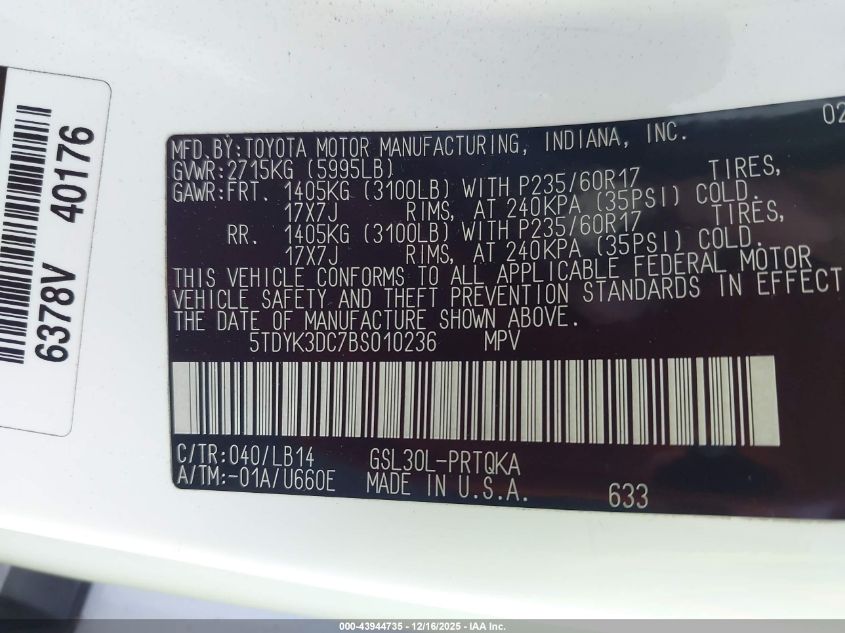 6378V 40176
02
MFD.BY:TOYOTA MOTOR MANUFACTURING, INDIANA, INC.
GVWR:2715KG (5995LB)
GAWR:FRT. 1405KG (3100LB) WITH P235/60R17 TIRES,
17X7J RIMS, AT 240KPA (35PSI) COLD.
RR. 1405KG (3100LB) WITH P235/60R17 TIRES,
17X7J RIMS, AT 240KPA (35PSI) COLD.
THIS VEHICLE CONFORMS TO ALL APPLICABLE FEDERAL MOTOR
VEHICLE SAFETY AND THEFT PREVENTION STANDARDS IN EFFECT
THE DATE OF MANUFACTURE SHOWN ABOVE.
5TDYK3DC7BS010236 MPV
C/TR:040/LB14 GSL30L-PRTQKA
A/TM:-01A/U660E MADE IN U.S.A. 633
000-43944735 - 12/16/2025 - IAA Inc.